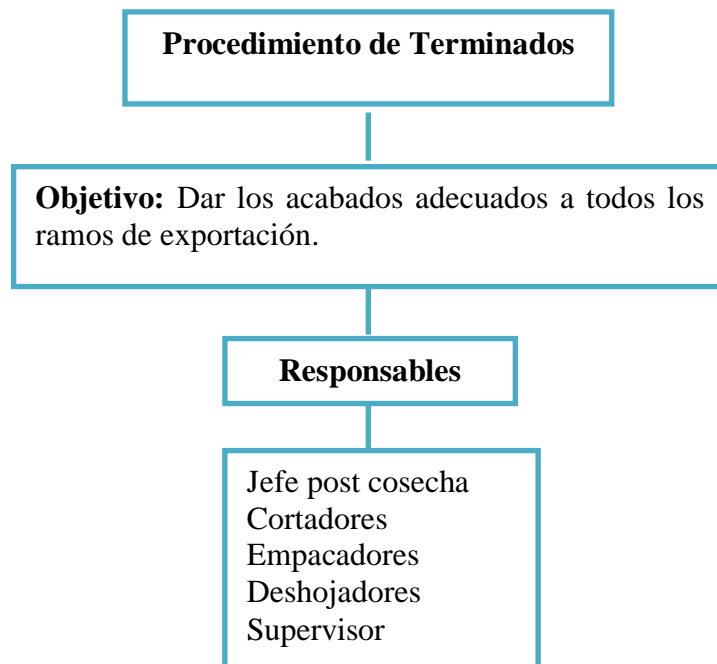 Procedimiento de Terminados
Objetivo: Dar los acabados adecuados a todos los
ramos de exportación.
Responsables
Jefe post cosecha
Cortadores
Empacadores
Deshojadores
Supervisor